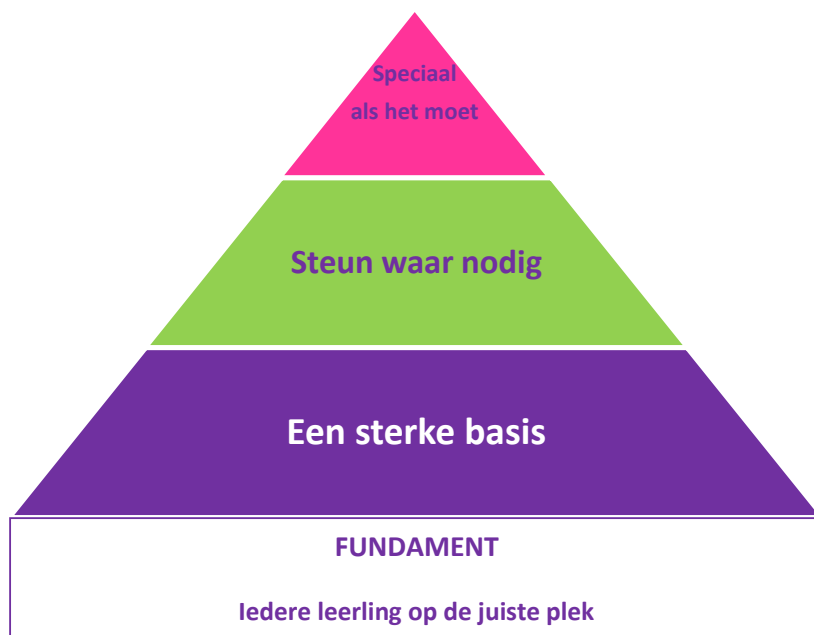 Speciaal
als het moet
Steun waar nodig
Een sterke basis
FUNDAMENT
Iedere leerling op de juiste plek